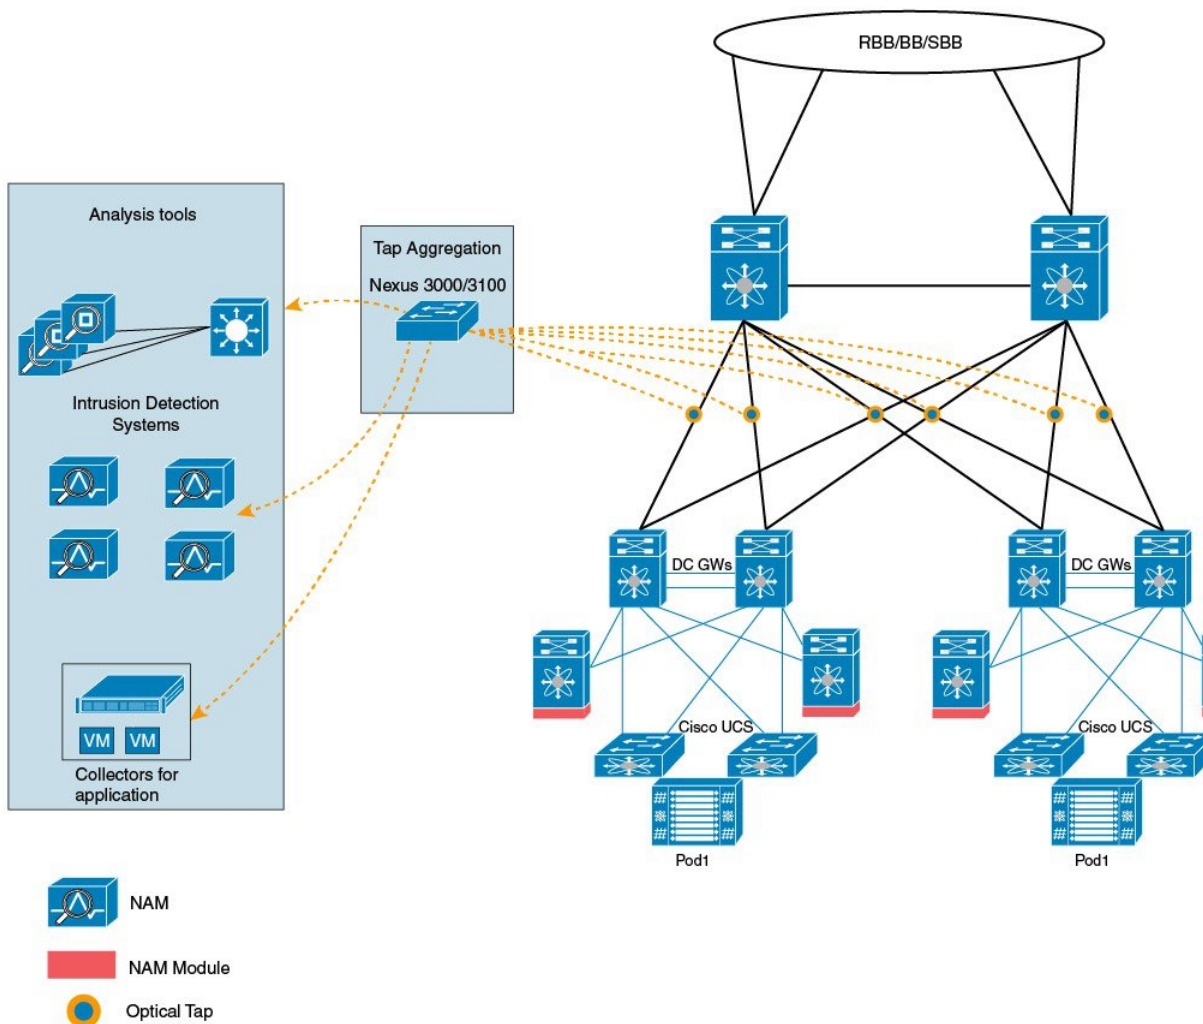 RBB/BB/SBB
Analysis tools
Tap Aggregation
Nexus 3000/3100
Intrusion Detection
Systems
DC GWs
DC GWs
VM
VM
Collectors for
application
Cisco UCS
Cisco UCS
Pod1
Pod1
NAM
NAM Module
Optical Tap